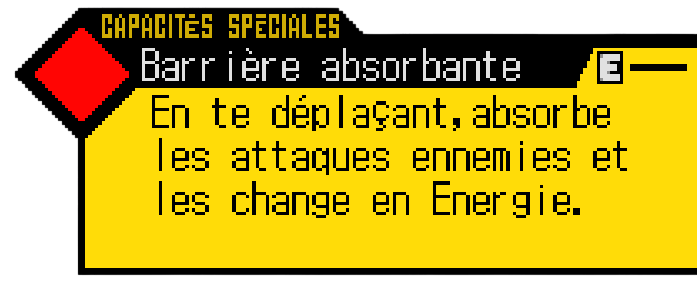 CAPACITÉS SPÉCIALES
Barrière absorbante E —
En te déplaçant,absorbe
les attaques ennemies et
les change en Energie.